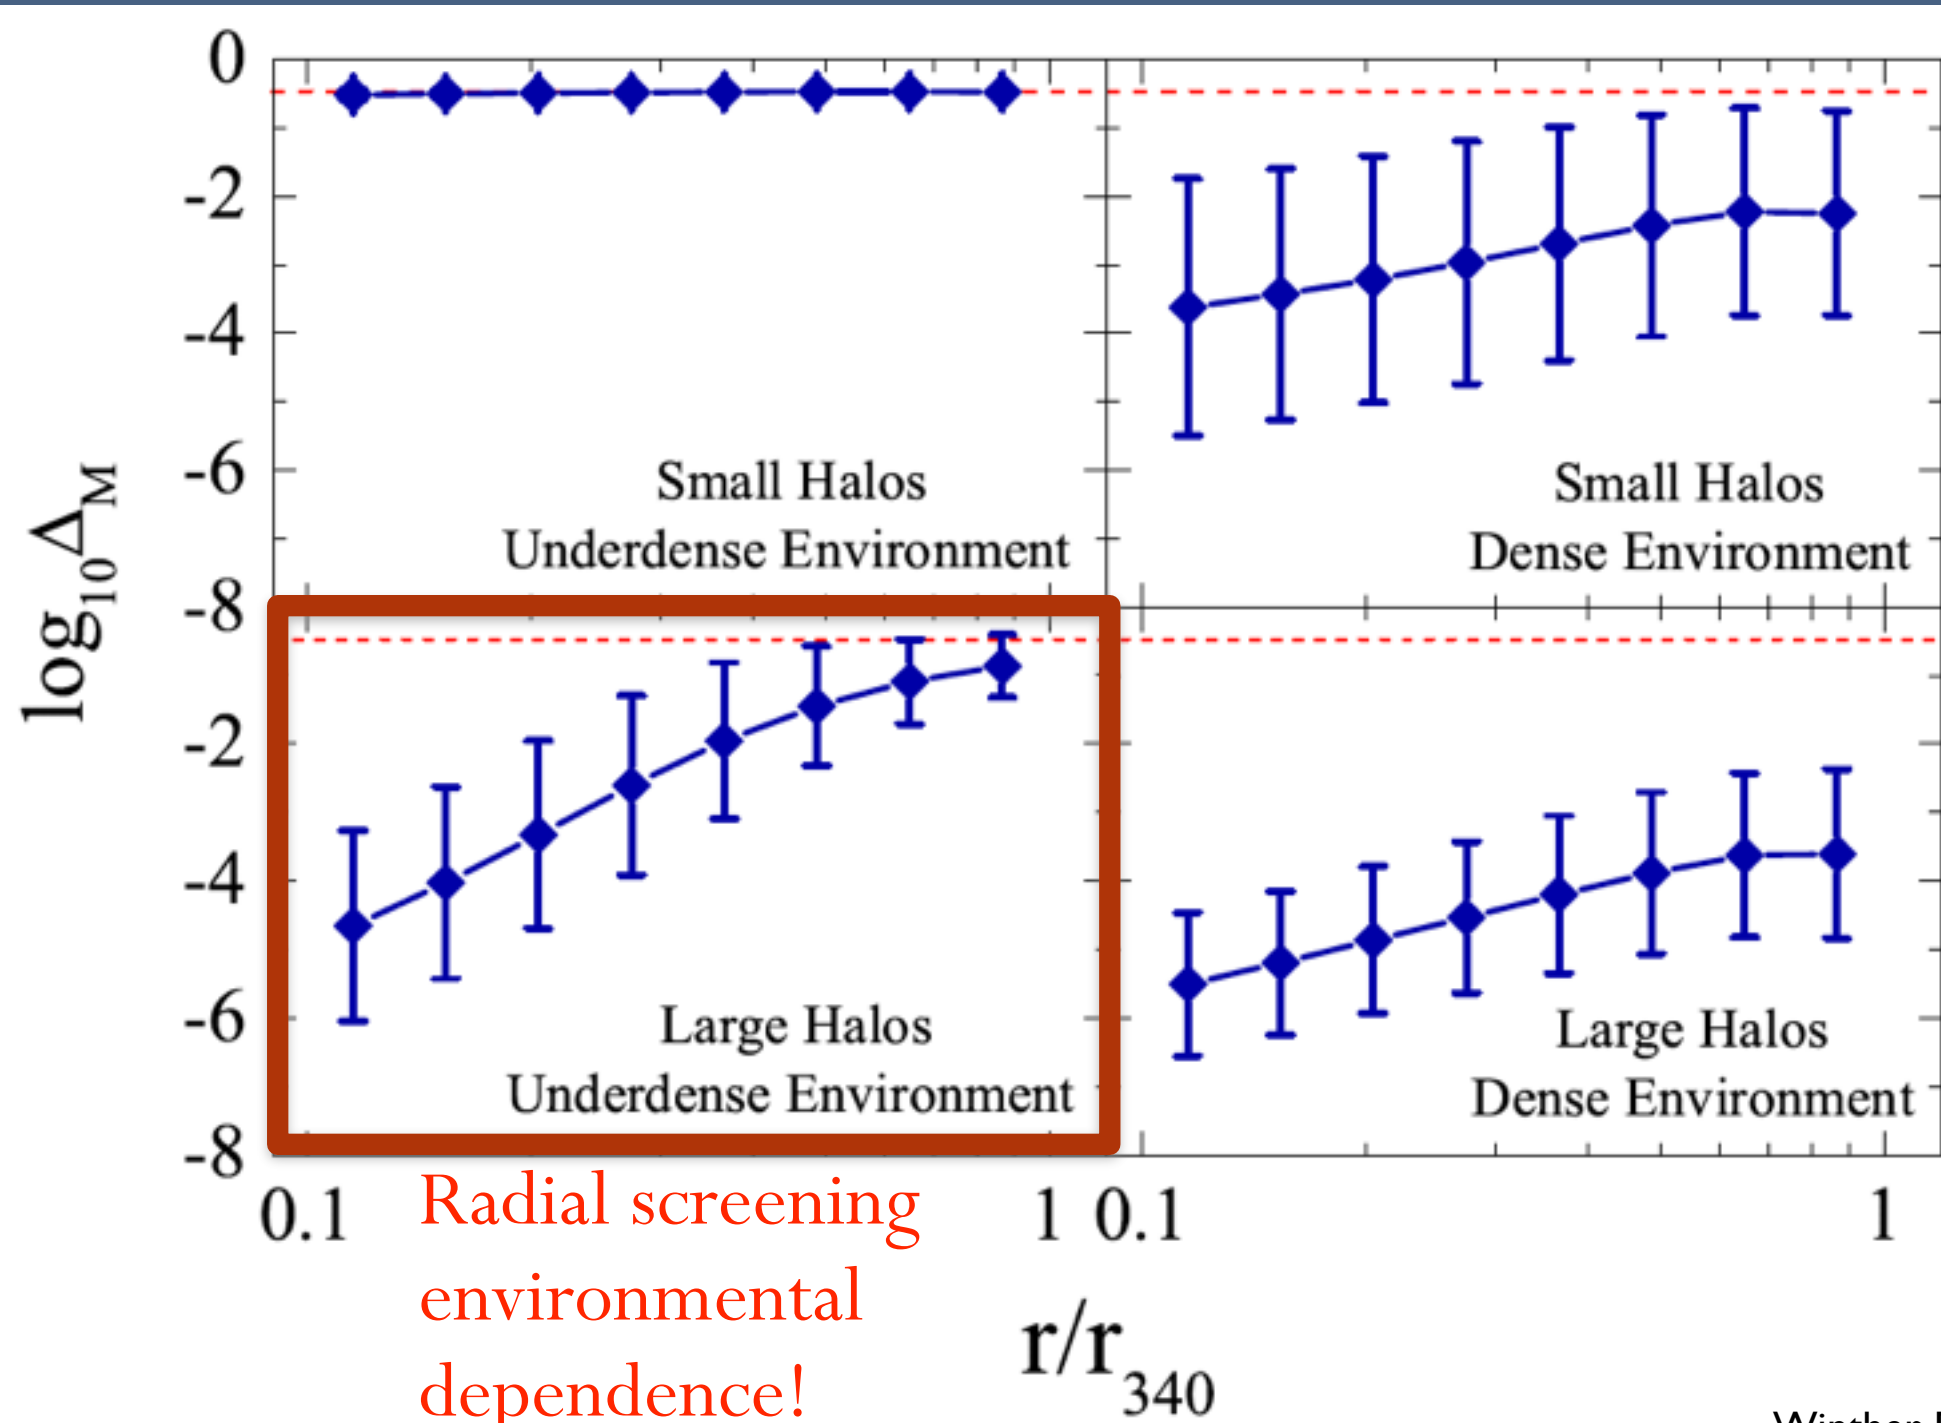 0
-2
-4
-6
-8
-2
-4
-6
-8
log10ΔM
Small Halos
Underdense Environment
Small Halos
Dense Environment
Large Halos
Underdense Environment
Large Halos
Dense Environment
0.1
1
0.1
1
r/r340
Radial screening
environmental
dependence!